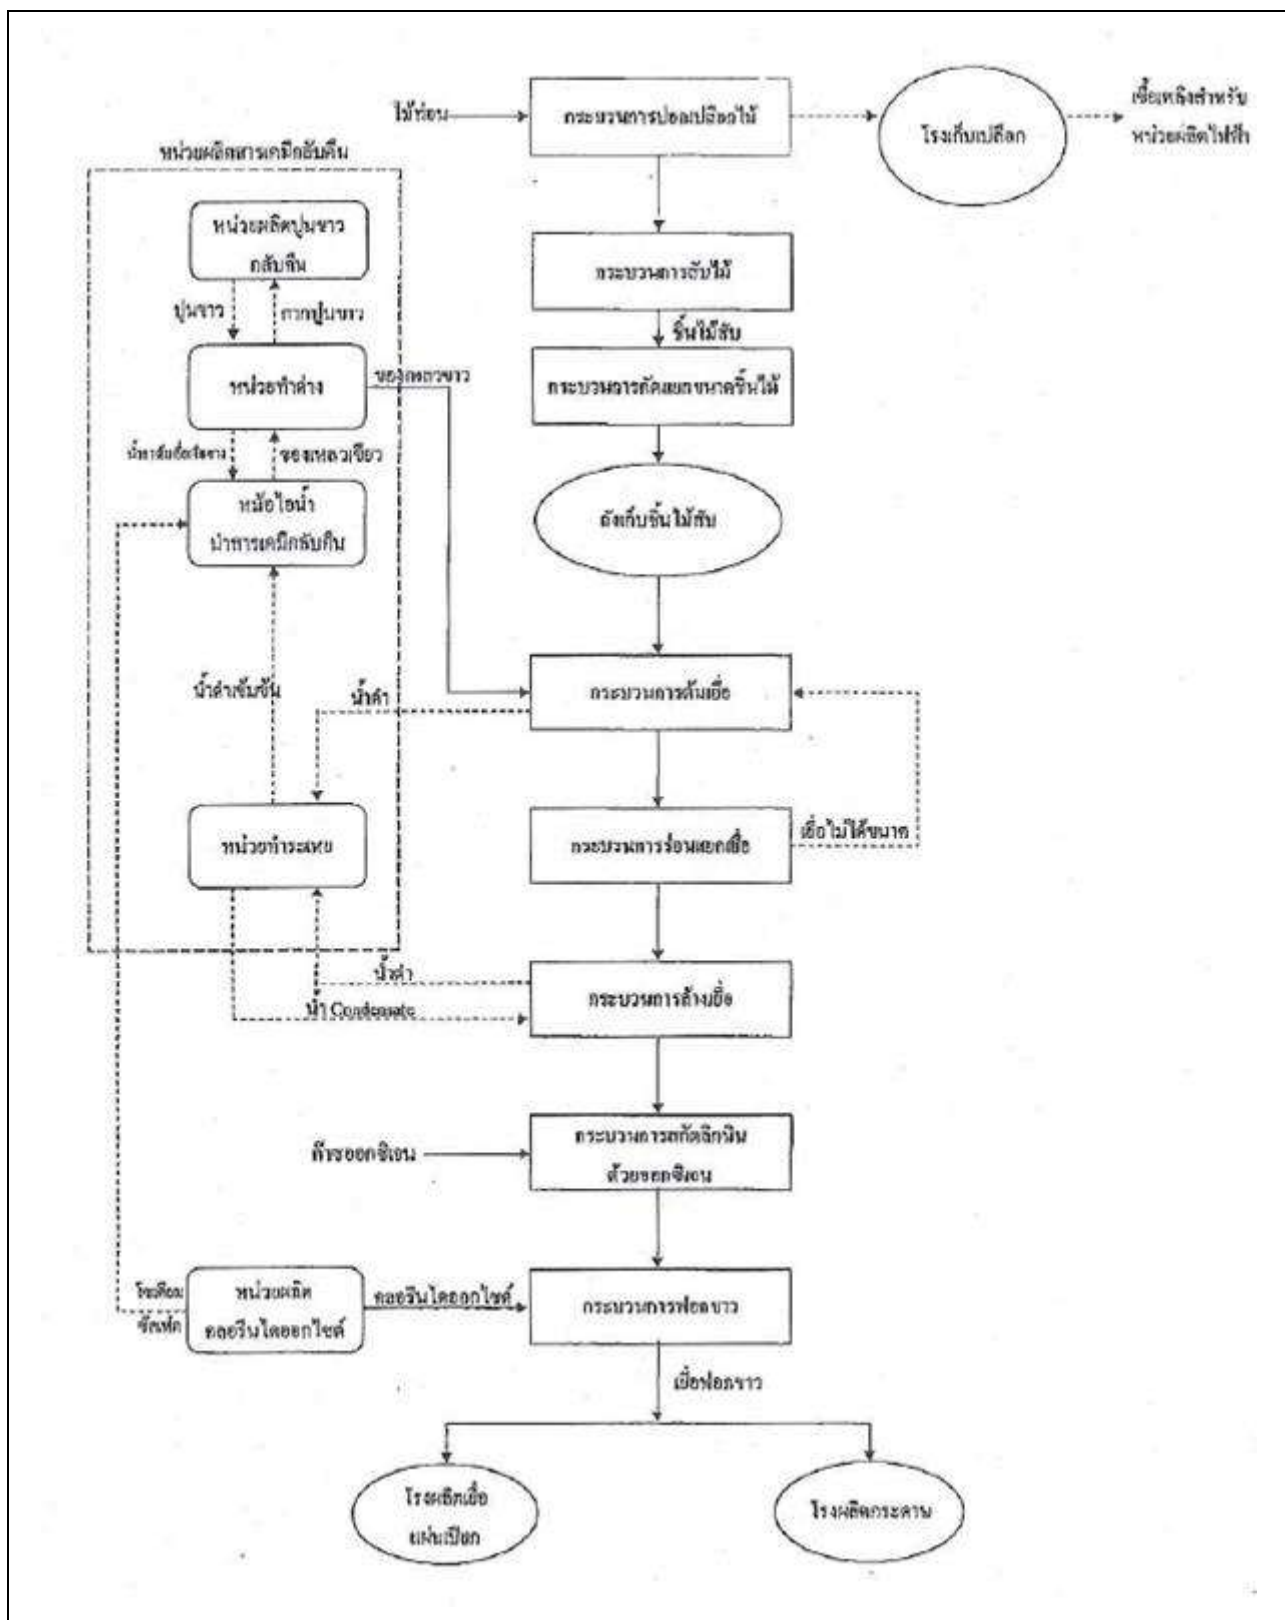 ไม้ท่อน
กระบวนการปอกเปลือกไม้
โรงเก็บเปลือก
เชื้อเพลิงสำหรับ
หน่วยผลิตไฟฟ้า
หน่วยผลิตสารเคมีกลับคืน
หน่วยผลิตปูนขาว
กลับคืน
กระบวนการสับไม้
ปูนขาว
กากปูนขาว
ชิ้นไม้สับ
หน่วยทำด่าง
ของเหลวขาว
กระบวนการคัดแยกขนาดชิ้นไม้
ของเหลวเขียว
หม้อไอน้ำ
นำสารเคมีกลับคืน
ถังเก็บชิ้นไม้สับ
น้ำดำเข้มข้น
น้ำดำ
กระบวนการต้มเยื่อ
หน่วยทำระเหย
กระบวนการร่อนแยกเยื่อ
เยื่อไม่ได้ขนาด
น้ำดำ
น้ำ Condensate
กระบวนการล้างเยื่อ
ก๊าซออกซิเจน
กระบวนการสกัดลิกนิน
ด้วยออกซิเจน
โซเดียม
ซัลเฟต
หน่วยผลิต
คลอรีนไดออกไซด์
คลอรีนไดออกไซด์
กระบวนการฟอกขาว
เยื่อฟอกขาว
โรงผลิตเยื่อ
แผ่นเปียก
โรงผลิตกระดาษ